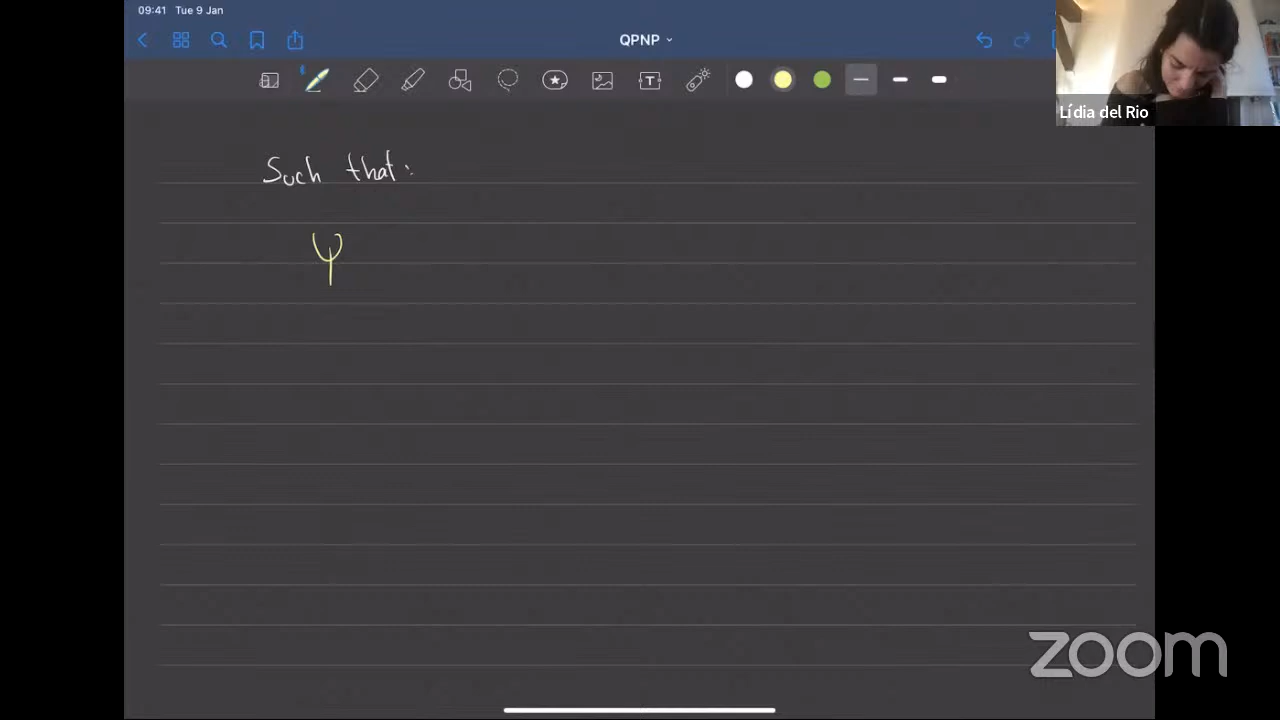 09:41 Tue 9 Jan
QPNP
T
Lídia del Rio
Such that:
Ψ
zoom